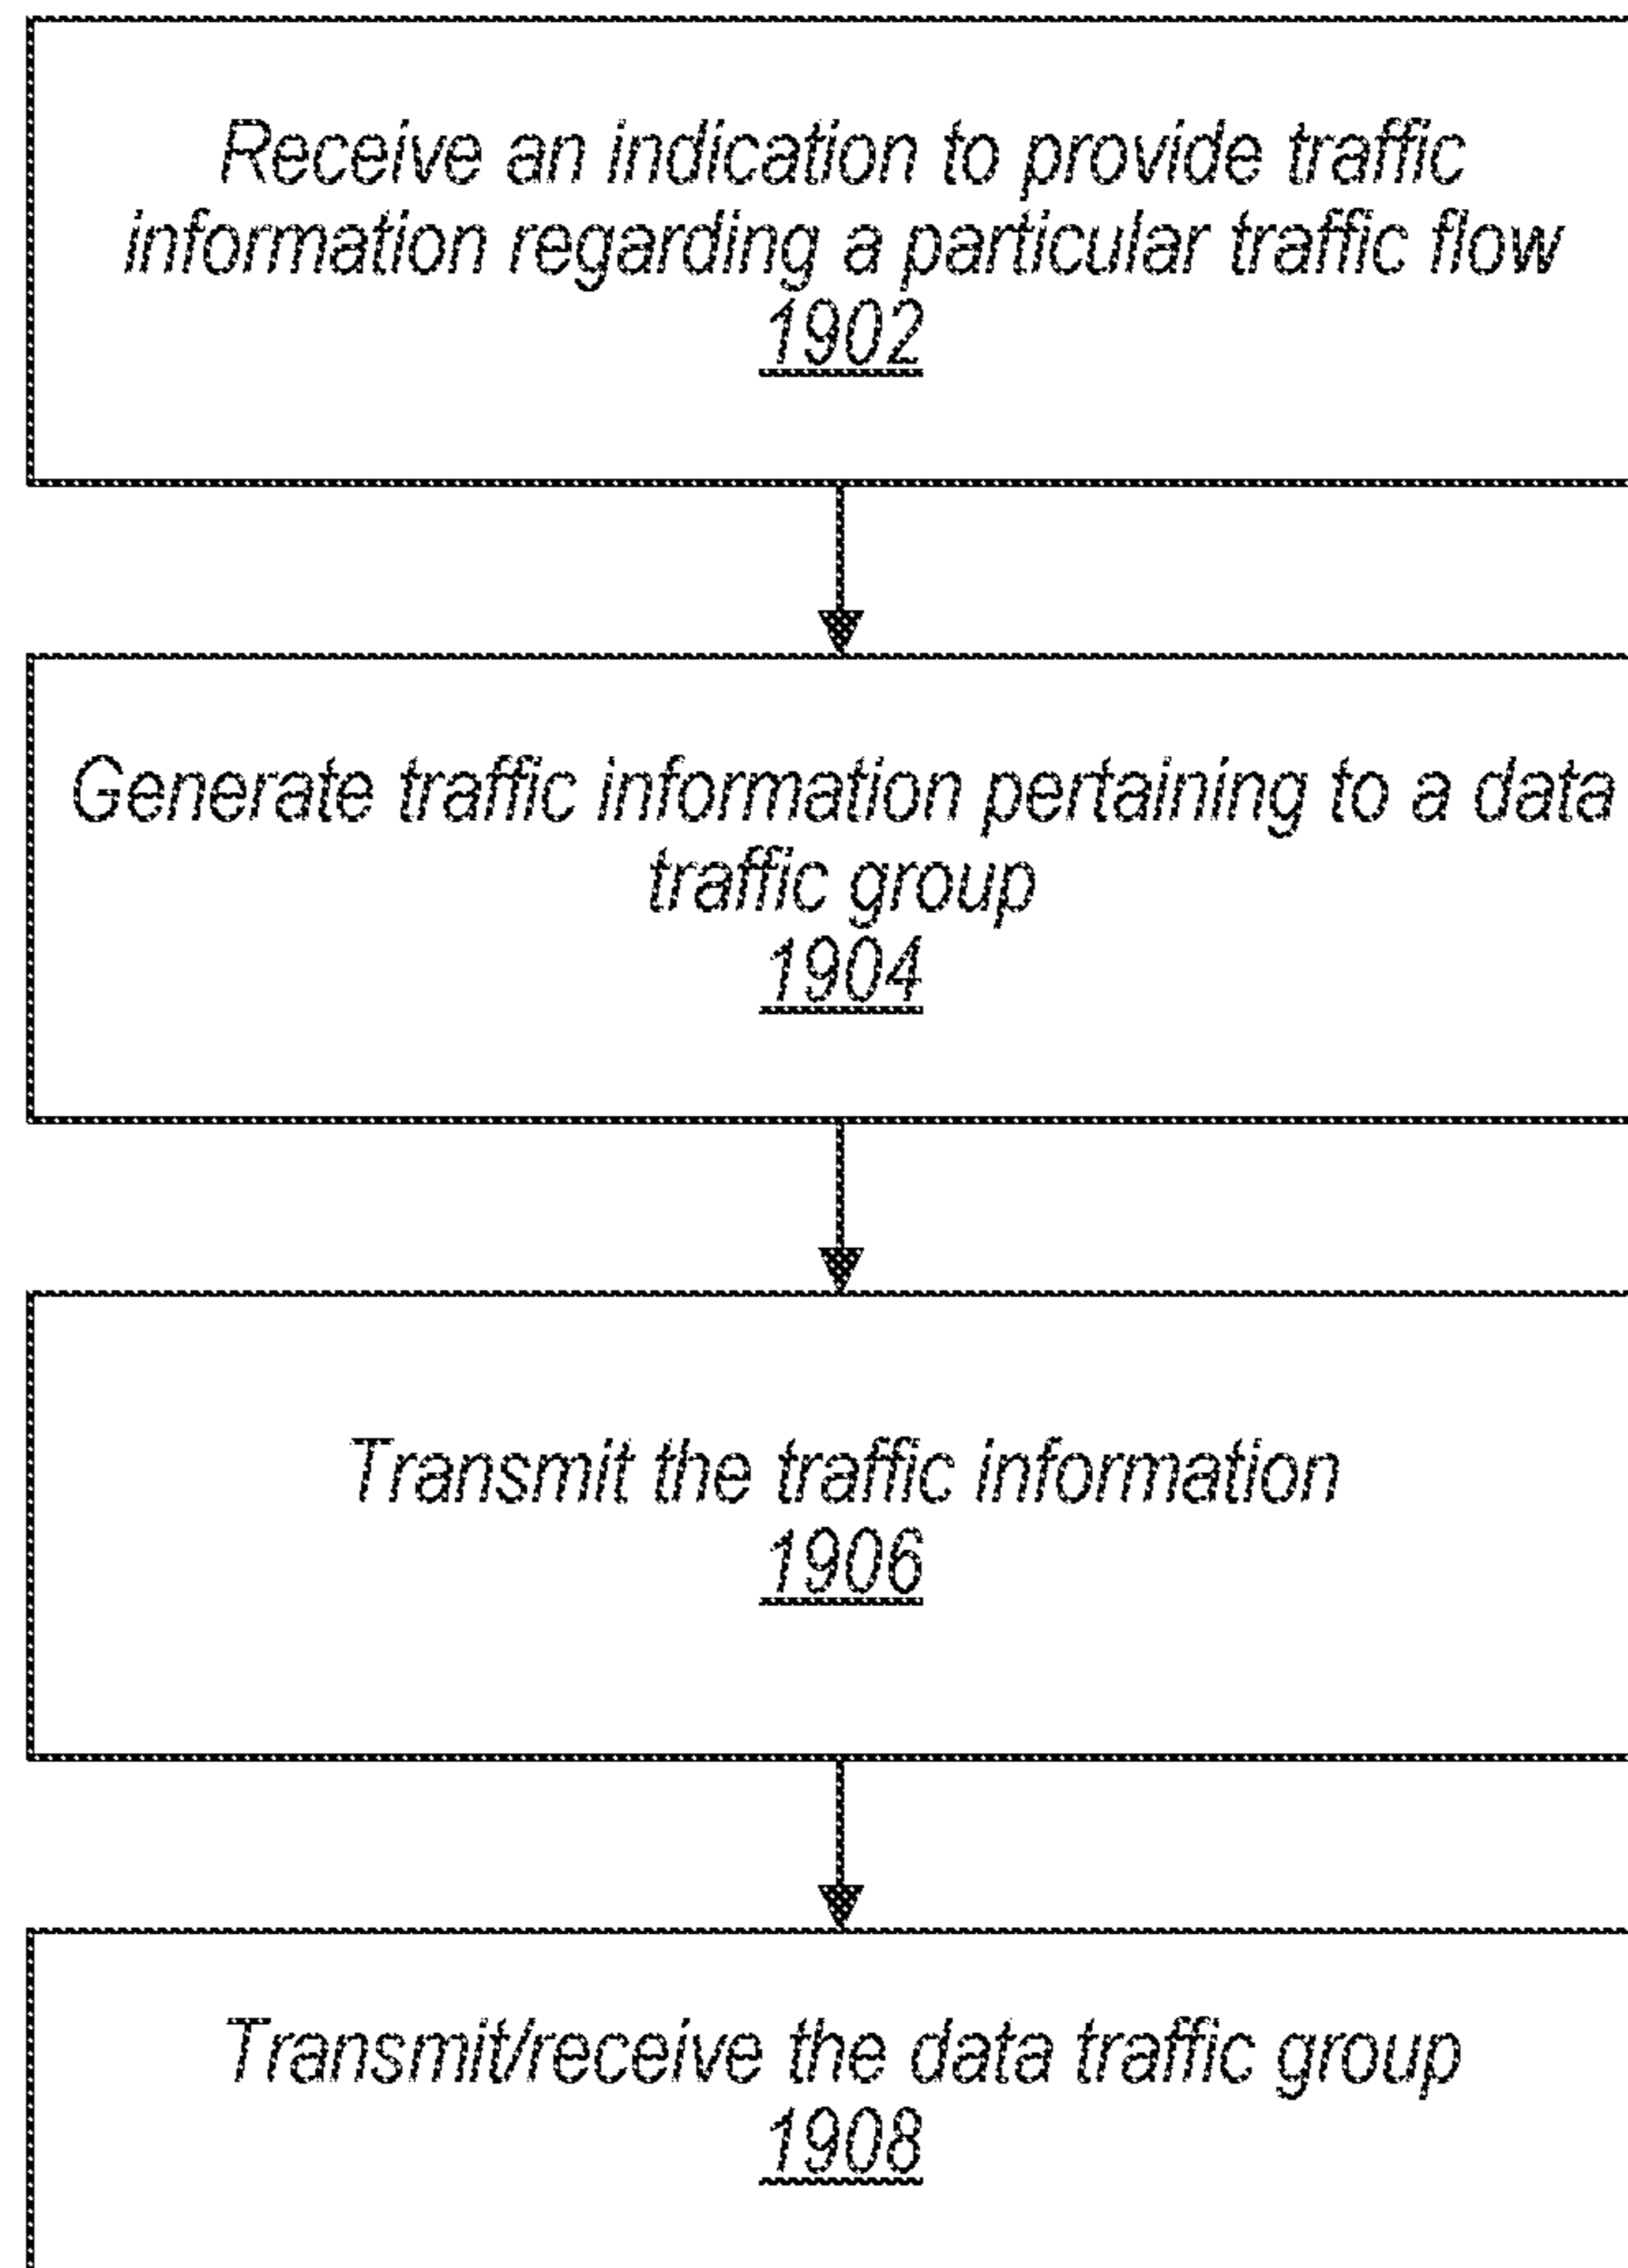 Receive an indication to provide traffic
information regarding a particular traffic flow
1902
Generate traffic information pertaining to a data
traffic group
1904
Transmit the traffic information
1906
Transmit/receive the data traffic group
1908